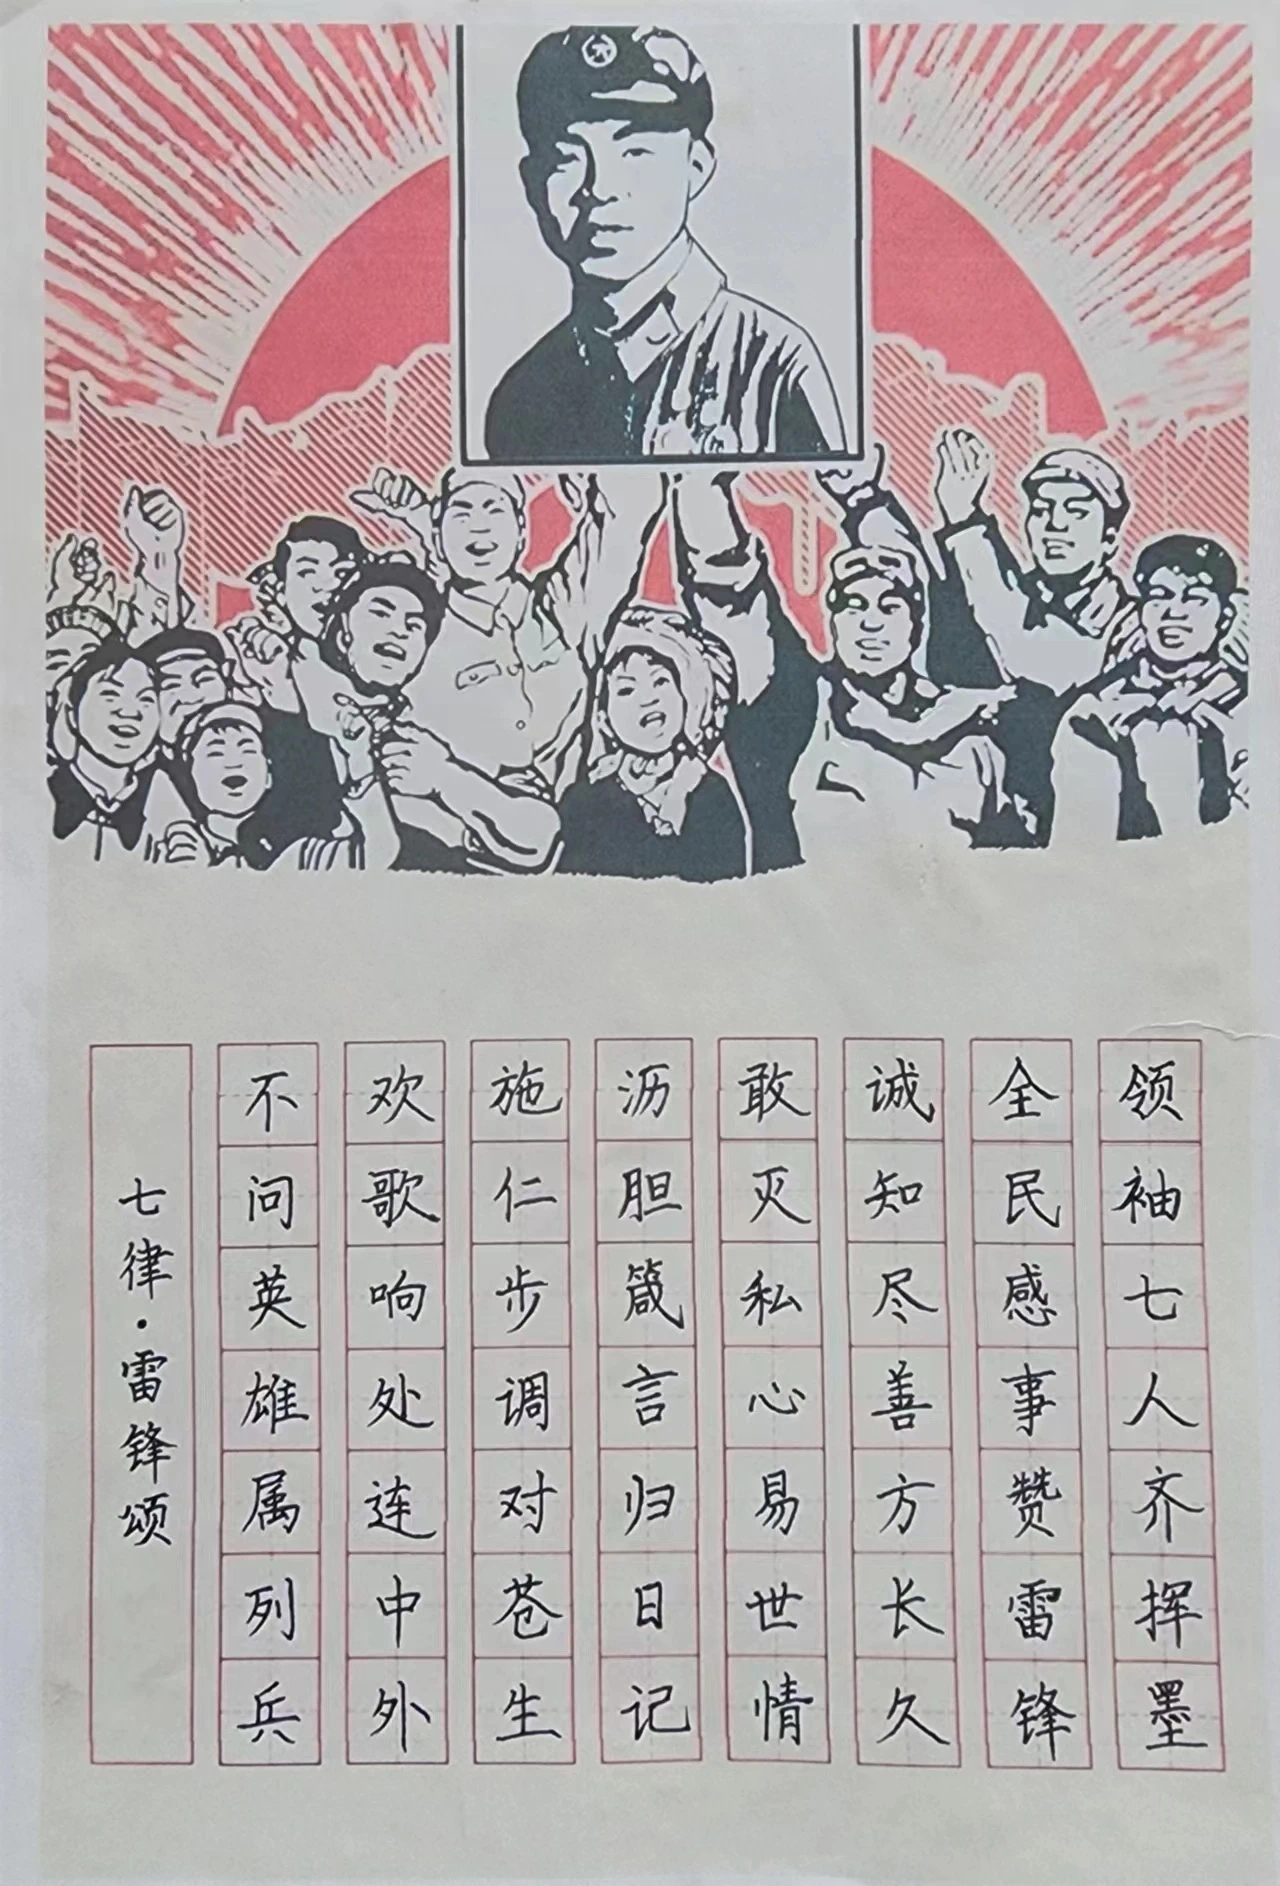 领袖七人齐挥墨
全民感事赞雷锋
诚知尽善方长久
敢灭私心易世情
沥胆箴言归日记
施仁步调对苍生
欢歌响处连中外
不问英雄属列兵
七律·雷锋颂